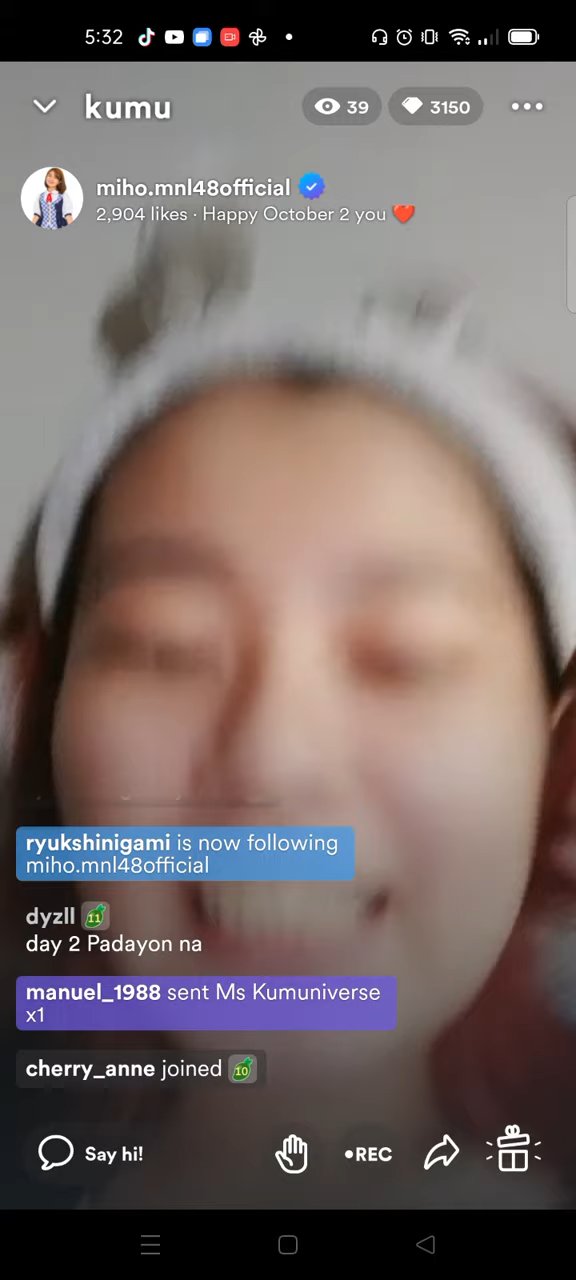 5:32
kumu
39
3150
miho.mnl48official
2,904 likes · Happy October 2 you ❤️
ryukshinigami is now following
miho.mnl48official
dyzll 11
day 2 Padayon na
manuel_1988 sent Ms Kumuniverse
x1
cherry_anne joined 10
Say hi!
•REC